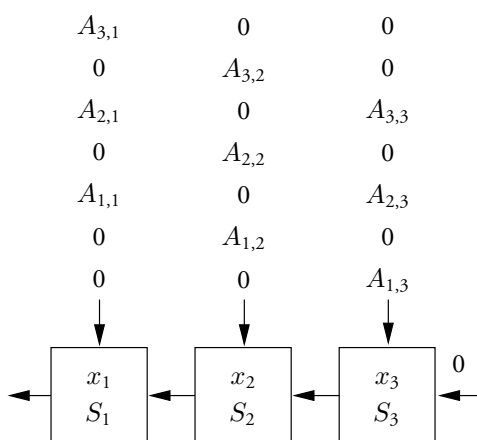 A3,1 0 0
0 A3,2 0
A2,1 0 A3,3
0 A2,2 0
A1,1 0 A2,3
0 A1,2 0
0 0 A1,3
0
x1 x2 x3
S1 S2 S3